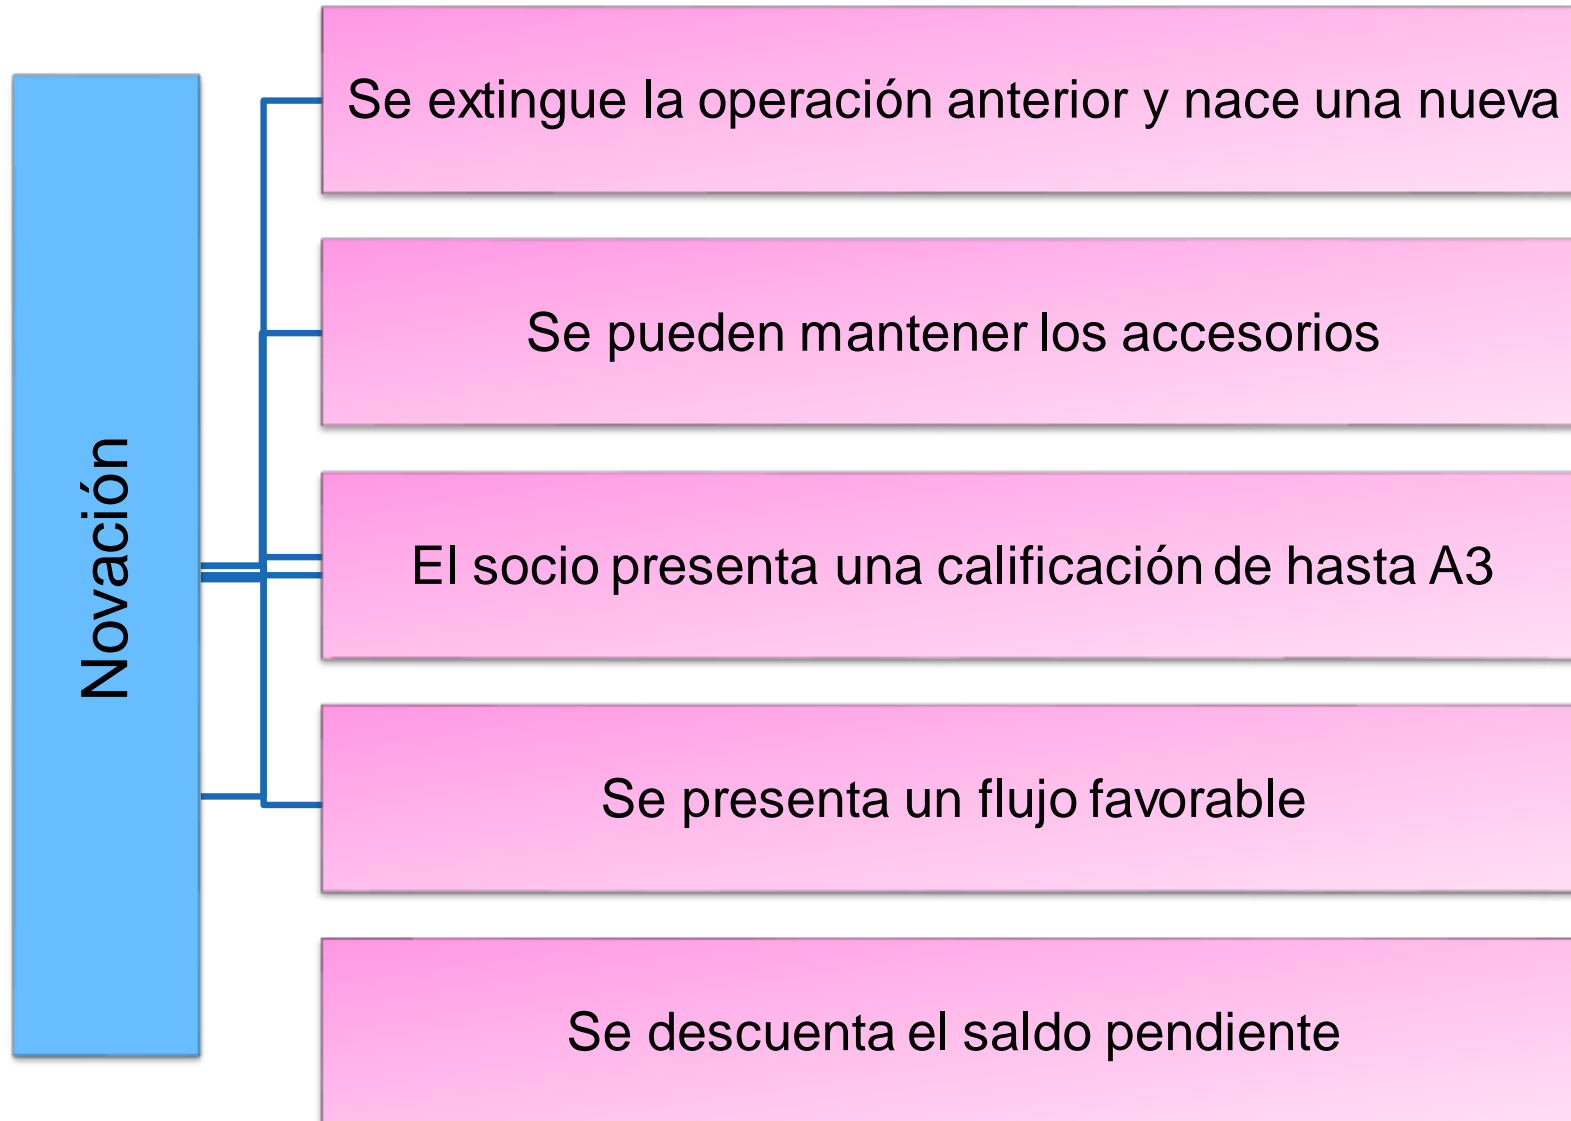 Novación
Se extingue la operación anterior y nace una nueva
Se pueden mantener los accesorios
El socio presenta una calificación de hasta A3
Se presenta un flujo favorable
Se descuenta el saldo pendiente